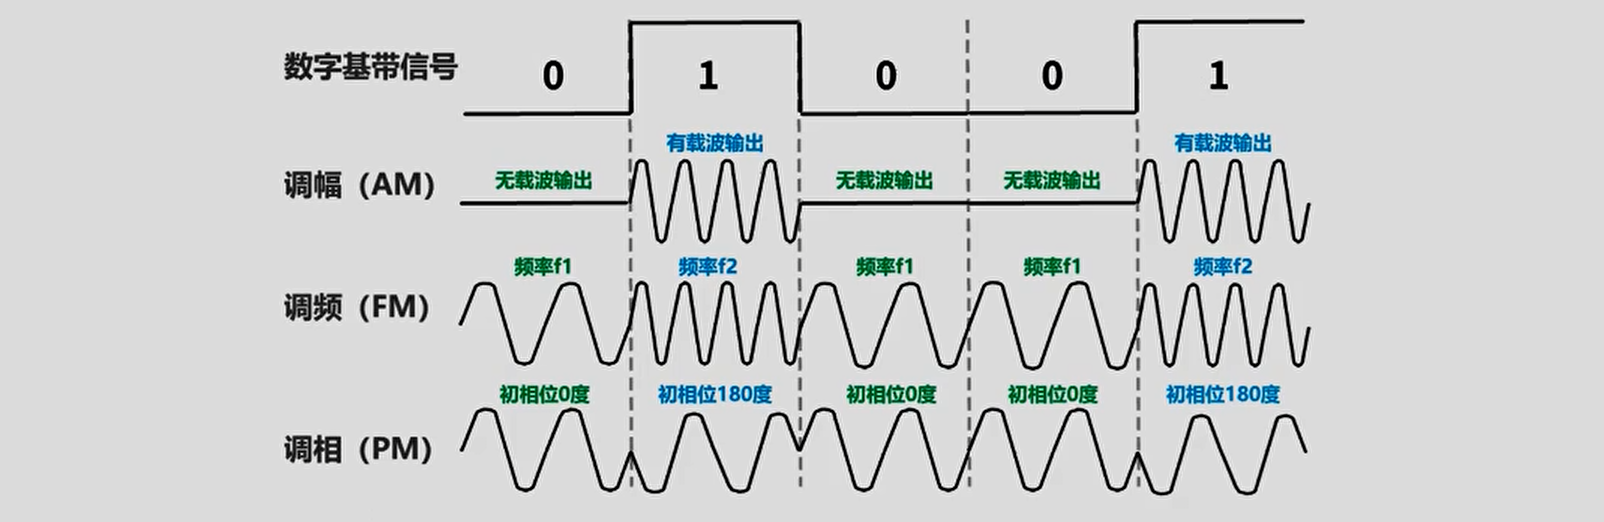 数字基带信号
0 1 0 0 1
有载波输出 有载波输出
调幅（AM） 无载波输出 无载波输出 无载波输出
频率f1 频率f2 频率f1 频率f1 频率f2
调频（FM）
初相位0度 初相位180度 初相位0度 初相位0度 初相位180度
调相（PM）